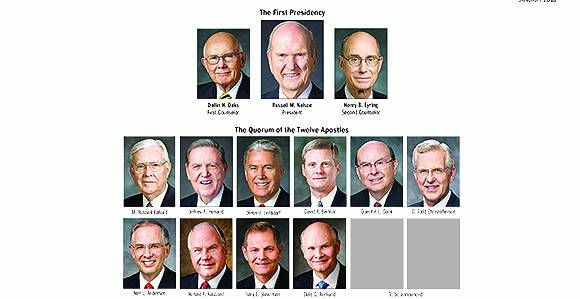 JANUARY 2018
The First Presidency
Dallin H. Oaks
First Counselor
Russell M. Nelson
President
Henry B. Eyring
Second Counselor
The Quorum of the Twelve Apostles
M. Russell Ballard
Jeffrey R. Holland
Dieter F. Uchtdorf
David A. Bednar
Quentin L. Cook
D. Todd Christofferson
Neil L. Andersen
Ronald A. Rasband
Gary E. Stevenson
Dale G. Renlund
To be announced